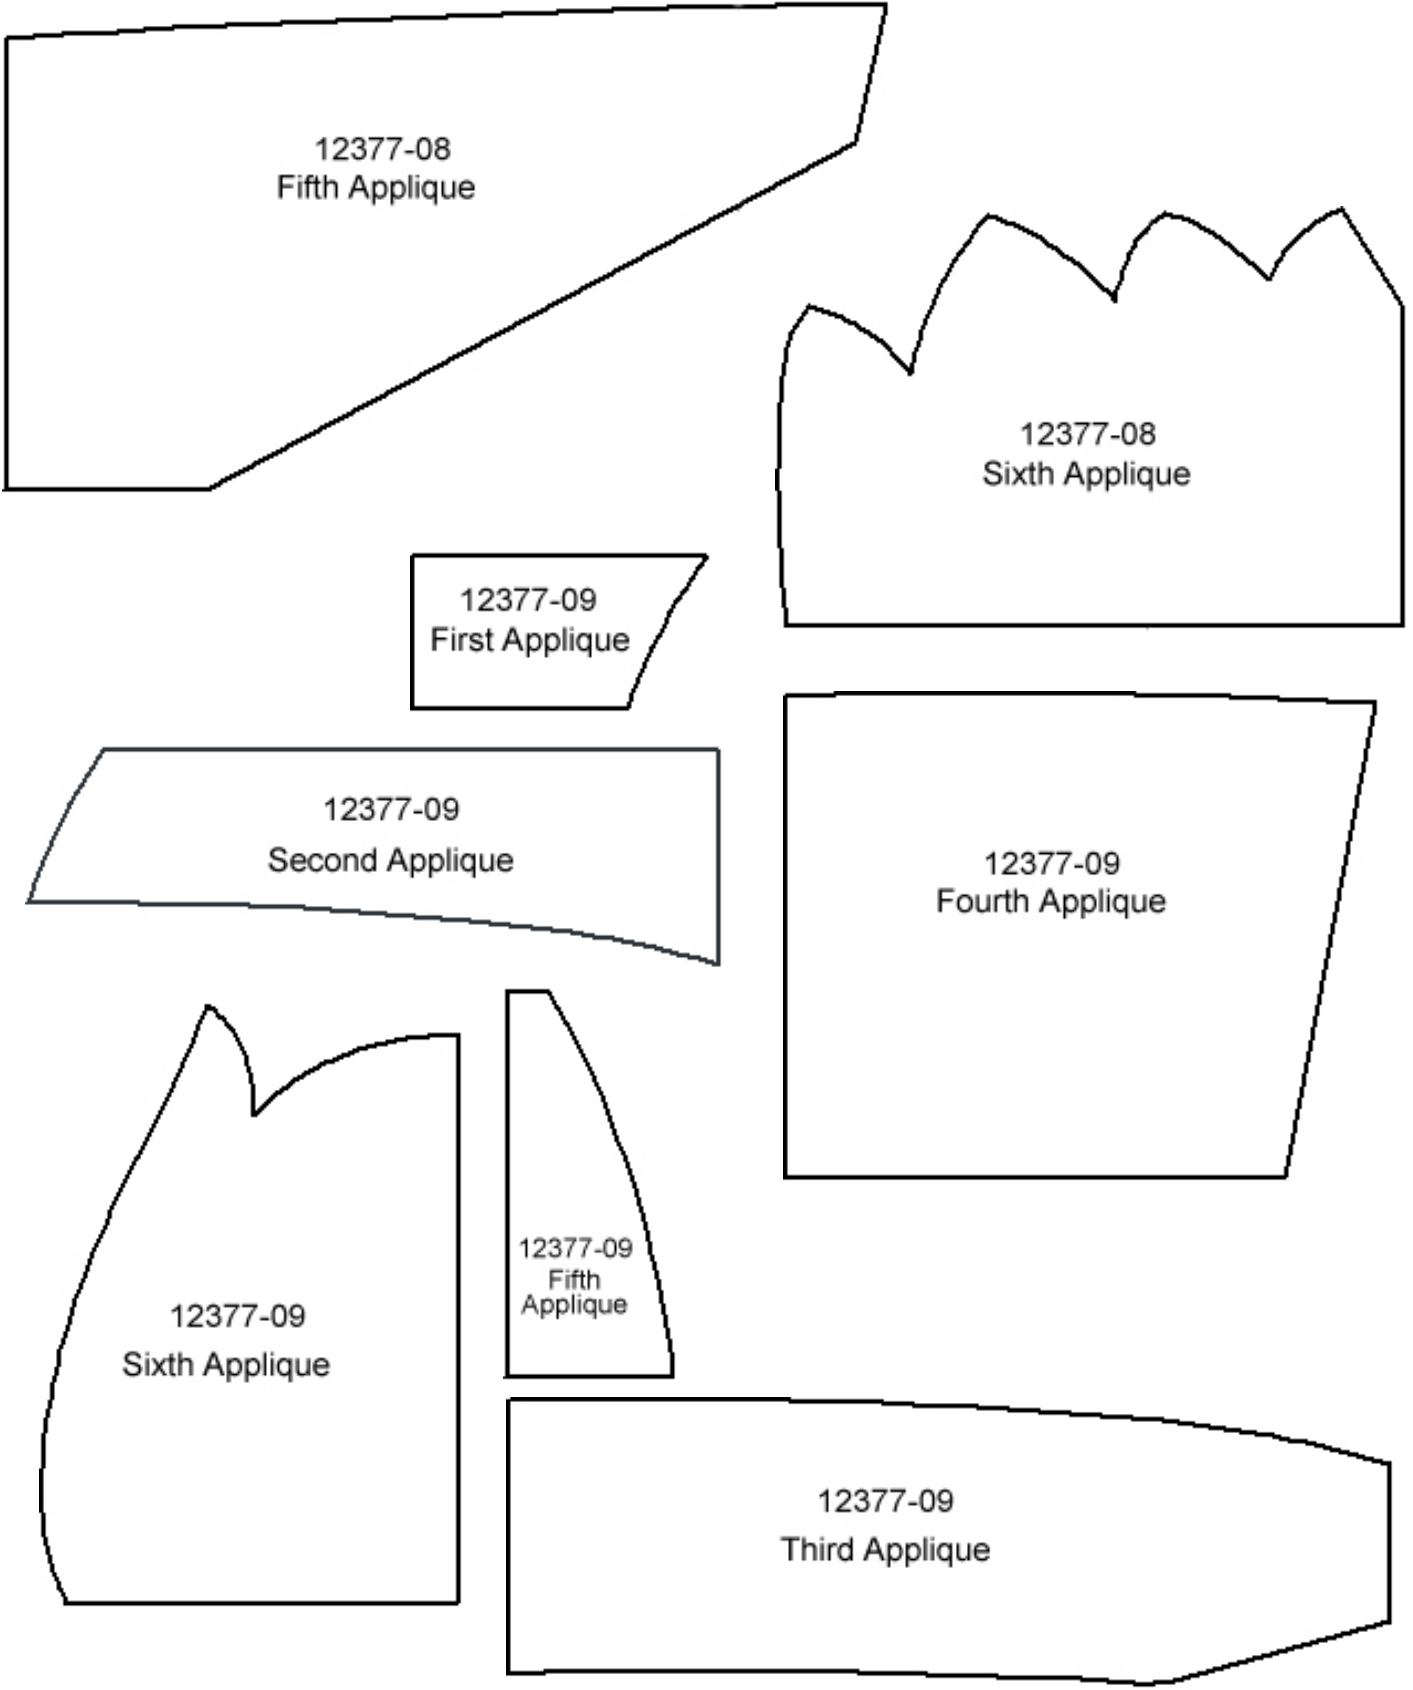 12377-08
Fifth Applique
12377-08
Sixth Applique
12377-09
First Applique
12377-09
Second Applique
12377-09
Fourth Applique
12377-09
Fifth
Applique
12377-09
Sixth Applique
12377-09
Third Applique